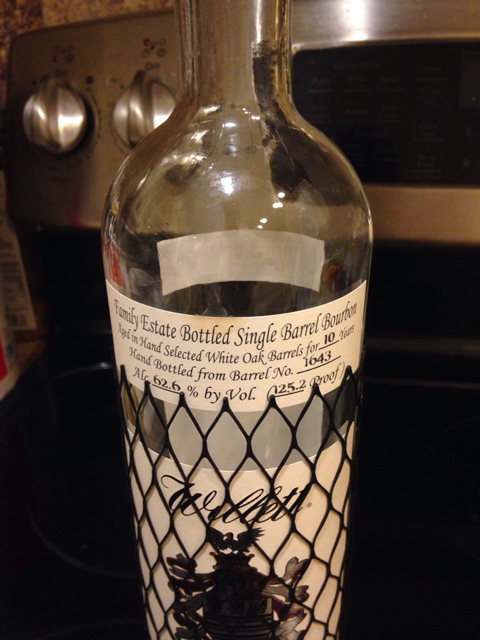 Family Estate Bottled Single Barrel Bourbon
Aged in Hand Selected White Oak Barrels for 10 Years
Hand Bottled from Barrel No. 1643
Alc 62.6 % by Vol. (125.2 Proof)
Willett
Off